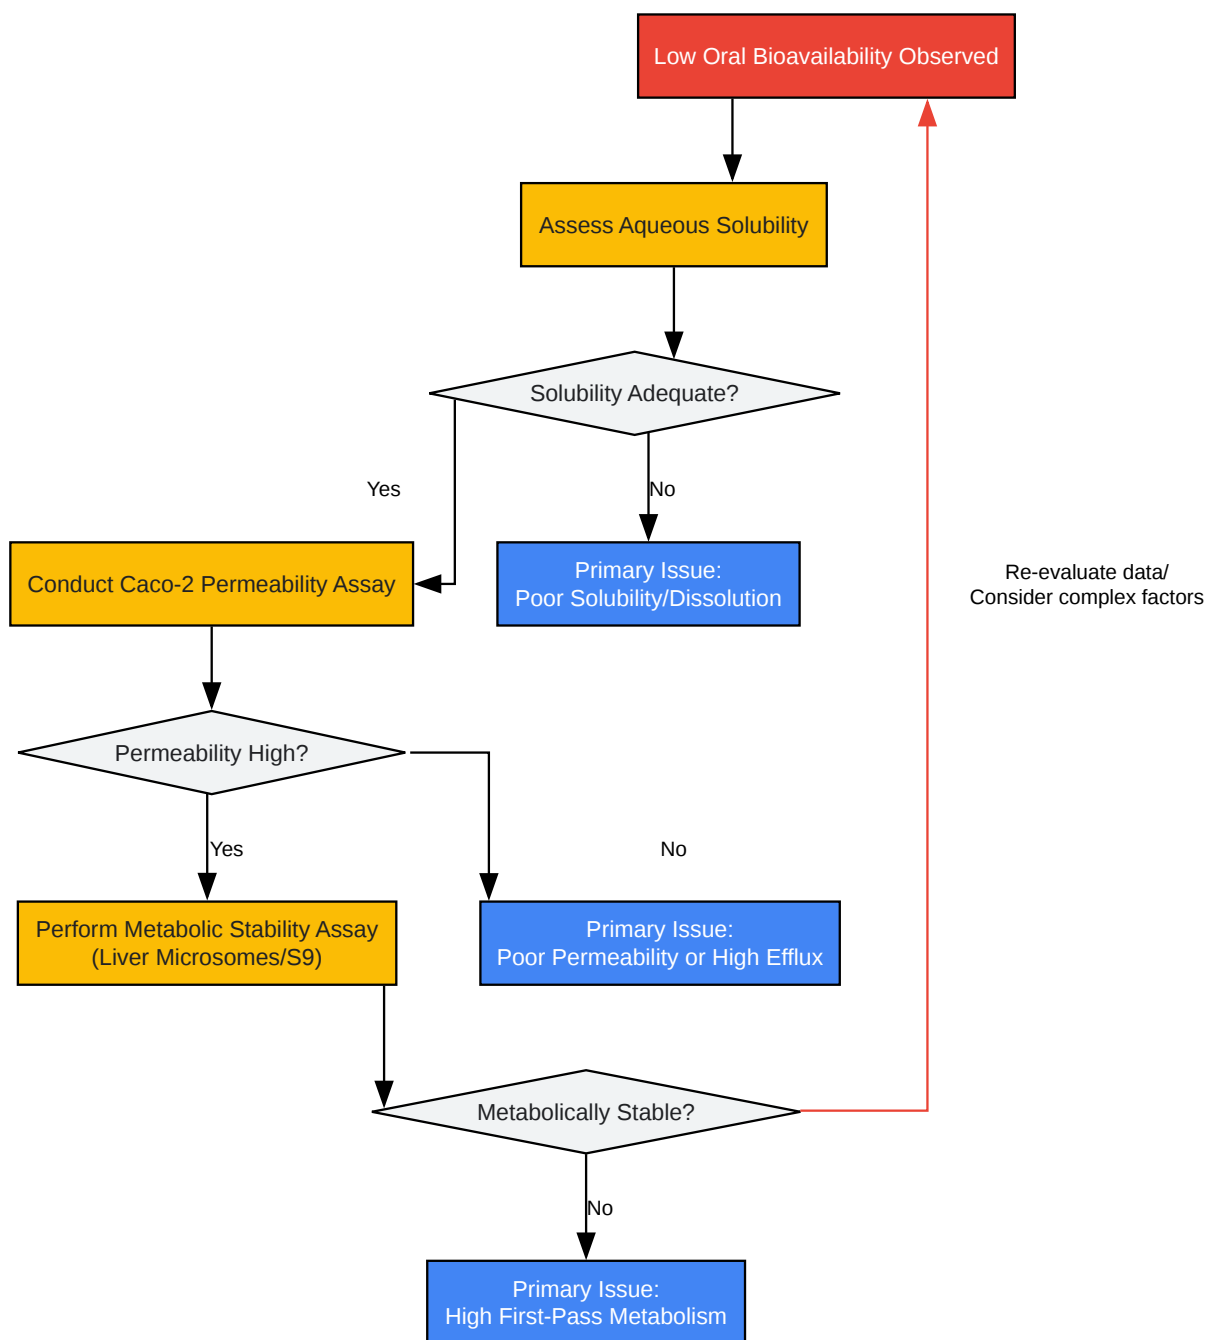 Low Oral Bioavailability Observed
Assess Aqueous Solubility
Solubility Adequate?
Yes
No
Conduct Caco-2 Permeability Assay
Primary Issue:
Poor Solubility/Dissolution
Re-evaluate data/
Consider complex factors
Permeability High?
Yes
No
Perform Metabolic Stability Assay
(Liver Microsomes/S9)
Primary Issue:
Poor Permeability or High Efflux
Metabolically Stable?
No
Primary Issue:
High First-Pass Metabolism